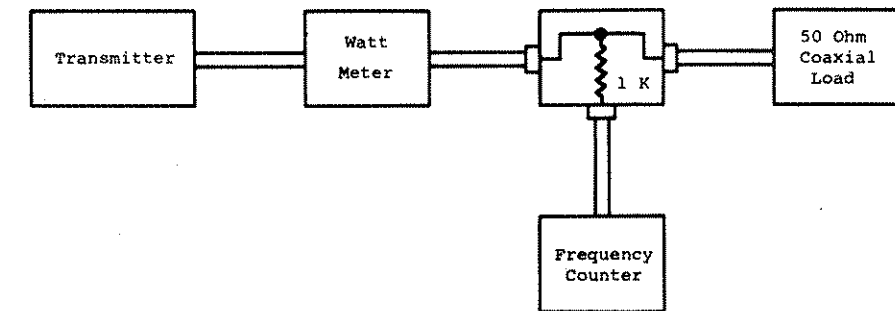 Transmitter
Watt
Meter
1 K
50 Ohm
Coaxial
Load
Frequency
Counter